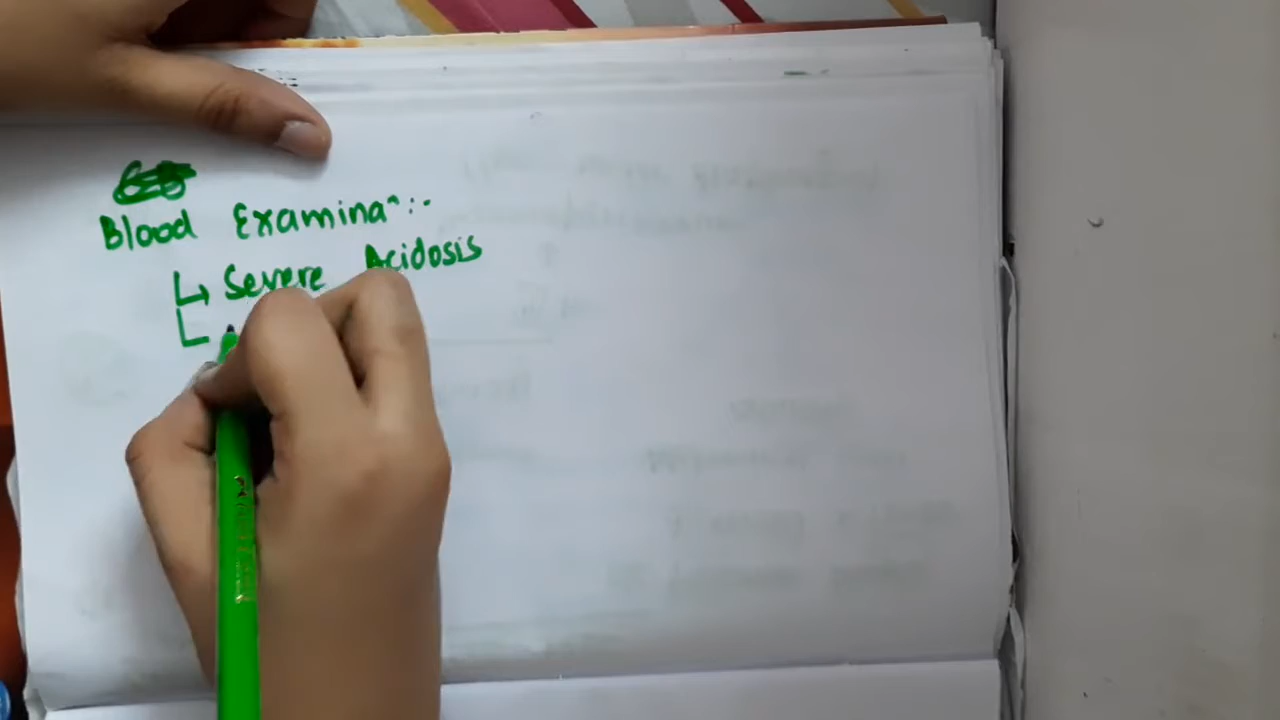 Blood Examinaⁿ:-
↳ Severe Acidosis